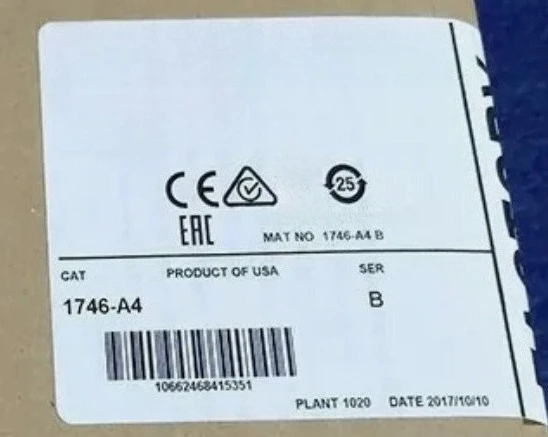 CE
25
EAC
MAT NO 1746-A4 B
CAT PRODUCT OF USA SER
1746-A4 B
10662468415351
PLANT 1020 DATE 2017/10/10